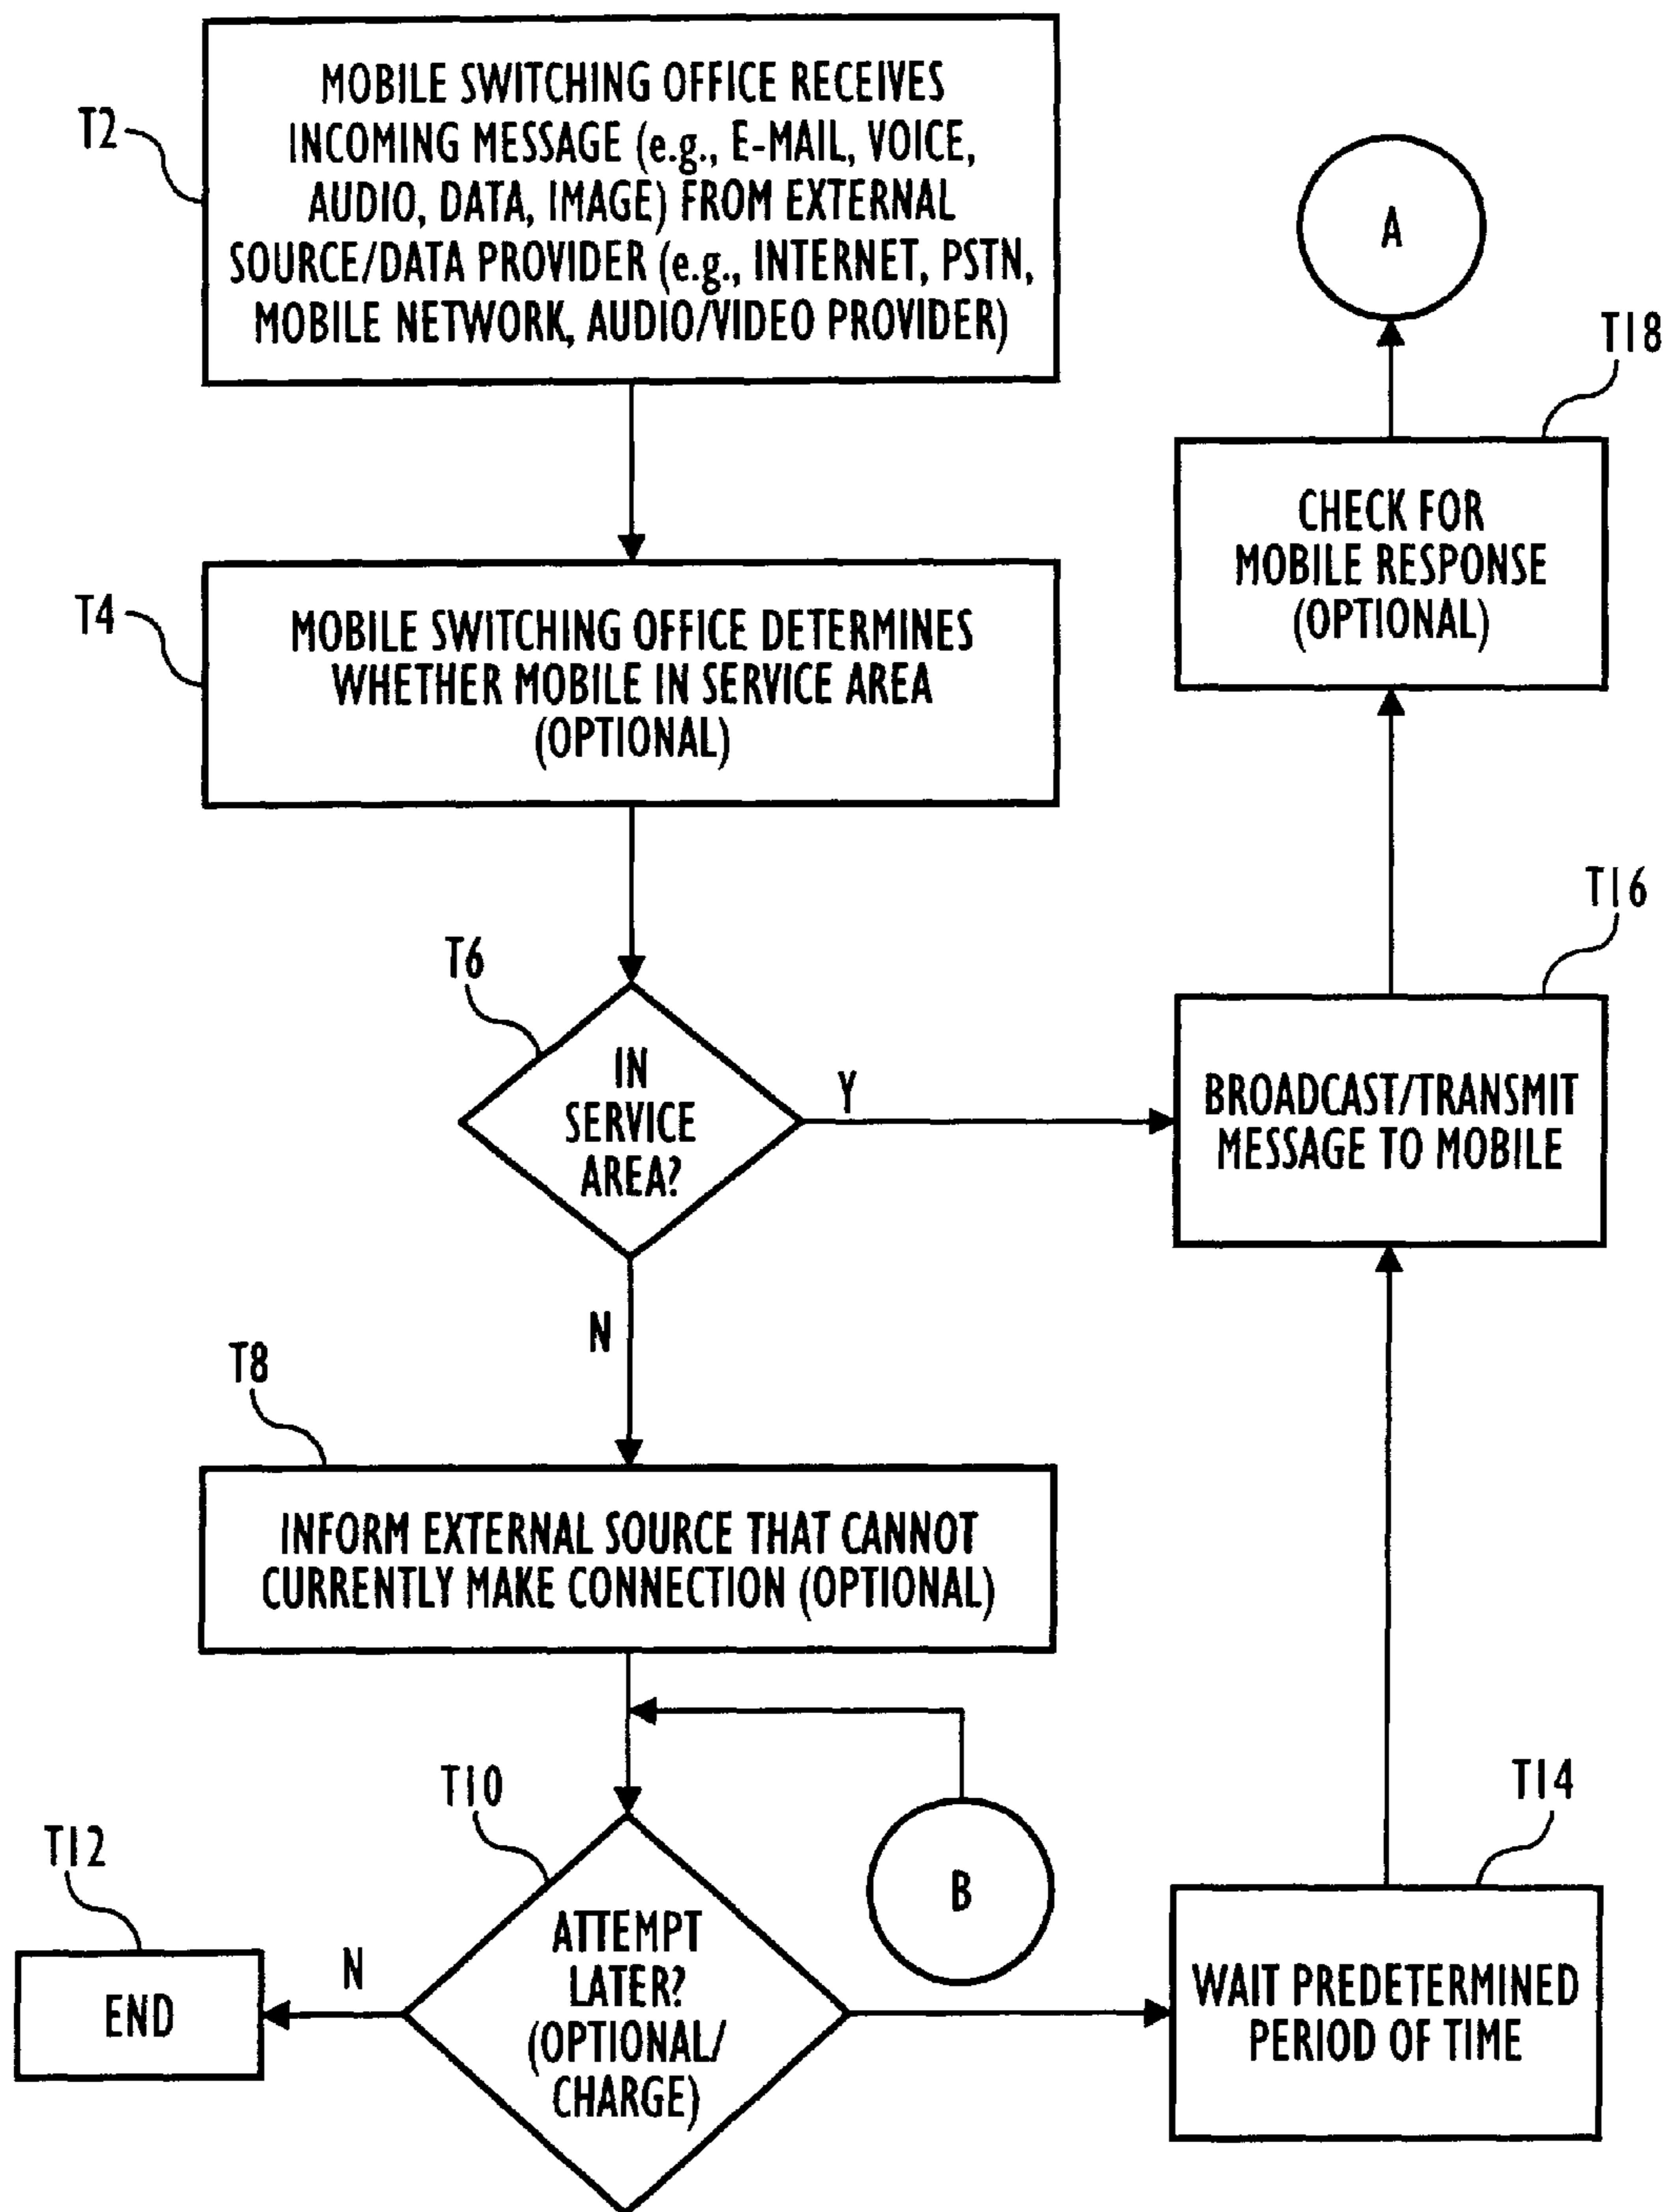 T2
MOBILE SWITCHING OFFICE RECEIVES
INCOMING MESSAGE (e.g., E-MAIL, VOICE,
AUDIO, DATA, IMAGE) FROM EXTERNAL
SOURCE/DATA PROVIDER (e.g., INTERNET, PSTN,
MOBILE NETWORK, AUDIO/VIDEO PROVIDER)
T4
MOBILE SWITCHING OFFICE DETERMINES
WHETHER MOBILE IN SERVICE AREA
(OPTIONAL)
T6
IN
SERVICE
AREA?
Y
N
T8
INFORM EXTERNAL SOURCE THAT CANNOT
CURRENTLY MAKE CONNECTION (OPTIONAL)
T10
ATTEMPT
LATER?
(OPTIONAL/
CHARGE)
N
T12
END
B
T14
WAIT PREDETERMINED
PERIOD OF TIME
T16
BROADCAST/TRANSMIT
MESSAGE TO MOBILE
T18
CHECK FOR
MOBILE RESPONSE
(OPTIONAL)
A